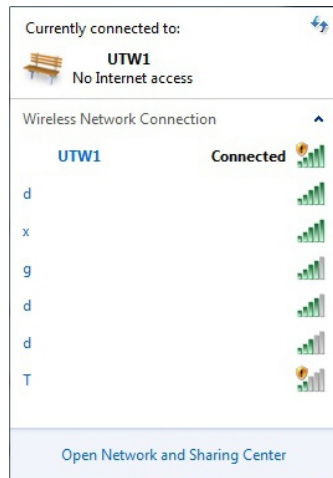 Currently connected to:
UTW1
No Internet access
Wireless Network Connection
UTW1 Connected
d
x
g
d
d
T
Open Network and Sharing Center